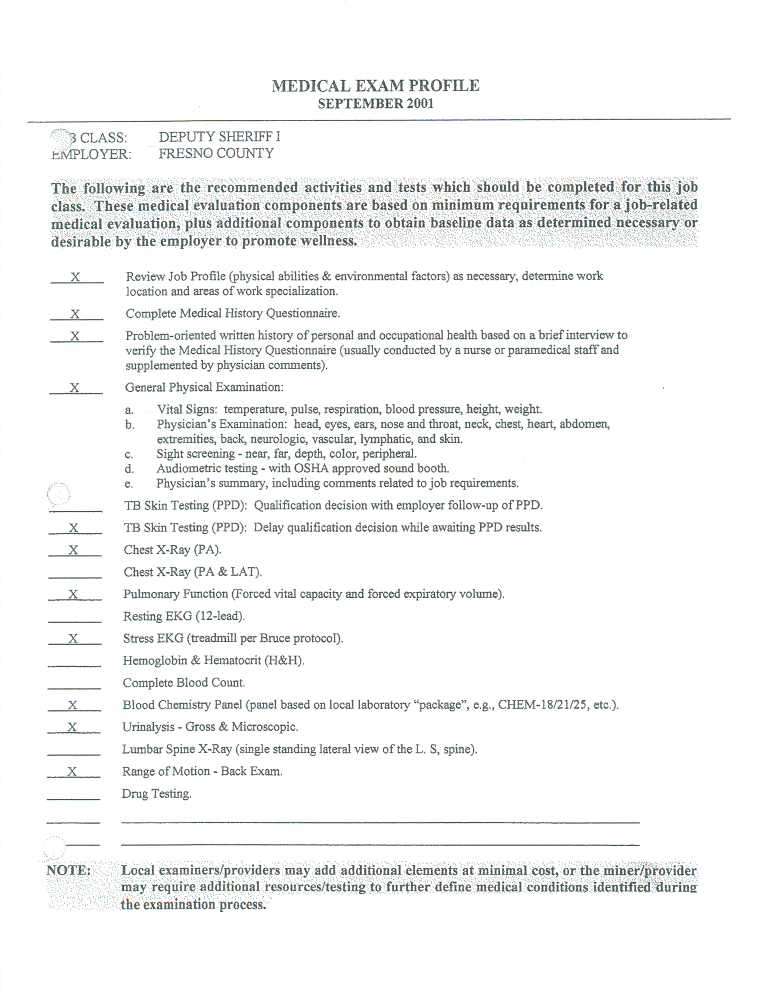 MEDICAL EXAM PROFILE
SEPTEMBER 2001
B CLASS: DEPUTY SHERIFF I
EMPLOYER: FRESNO COUNTY
The following are the recommended activities and tests which should be completed for this job
class. These medical evaluation components are based on minimum requirements for a job-related
medical evaluation, plus additional components to obtain baseline data as determined necessary or
desirable by the employer to promote wellness.
X Review Job Profile (physical abilities & environmental factors) as necessary, determine work
location and areas of work specialization.
X Complete Medical History Questionnaire.
X Problem-oriented written history of personal and occupational health based on a brief interview to
verify the Medical History Questionnaire (usually conducted by a nurse or paramedical staff and
supplemented by physician comments).
X General Physical Examination:
a. Vital Signs: temperature, pulse, respiration, blood pressure, height, weight.
b. Physician's Examination: head, eyes, ears, nose and throat, neck, chest, heart, abdomen,
extremities, back, neurologic, vascular, lymphatic, and skin.
c. Sight screening - near, far, depth, color, peripheral.
d. Audiometric testing - with OSHA approved sound booth.
e. Physician's summary, including comments related to job requirements.
TB Skin Testing (PPD): Qualification decision with employer follow-up of PPD.
X TB Skin Testing (PPD): Delay qualification decision while awaiting PPD results.
X Chest X-Ray (PA).
Chest X-Ray (PA & LAT).
X Pulmonary Function (Forced vital capacity and forced expiratory volume).
Resting EKG (12-lead).
X Stress EKG (treadmill per Bruce protocol).
Hemoglobin & Hematocrit (H&H).
Complete Blood Count.
X Blood Chemistry Panel (panel based on local laboratory "package", e.g., CHEM-18/21/25, etc.).
X Urinalysis - Gross & Microscopic.
Lumbar Spine X-Ray (single standing lateral view of the L. S, spine).
X Range of Motion - Back Exam.
Drug Testing.
NOTE: Local examiners/providers may add additional elements at minimal cost, or the miner/provider
may require additional resources/testing to further define medical conditions identified during
the examination process.